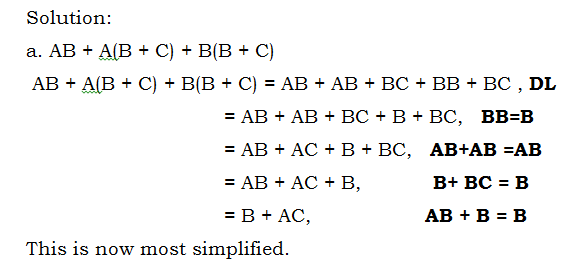 Solution:
a. AB + A(B + C) + B(B + C)
AB + A(B + C) + B(B + C) = AB + AB + BC + BB + BC , DL
= AB + AB + BC + B + BC, BB=B
= AB + AC + B + BC, AB+AB =AB
= AB + AC + B, B+ BC = B
= B + AC, AB + B = B
This is now most simplified.